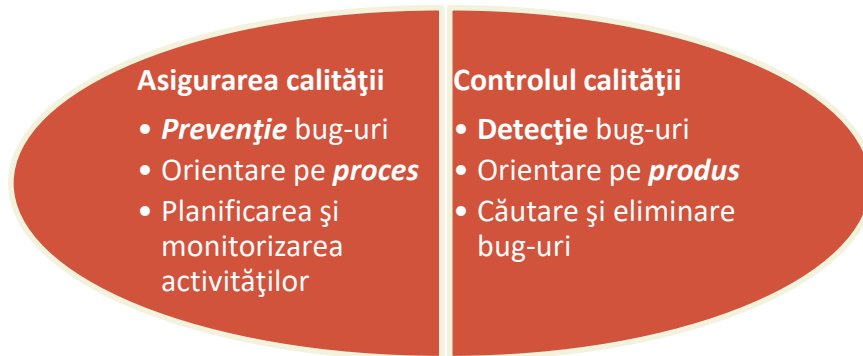 Asigurarea calităţii
• Prevenţie bug-uri
• Orientare pe proces
• Planificarea şi
monitorizarea
activităţilor
Controlul calităţii
• Detecţie bug-uri
• Orientare pe produs
• Căutare şi eliminare
bug-uri